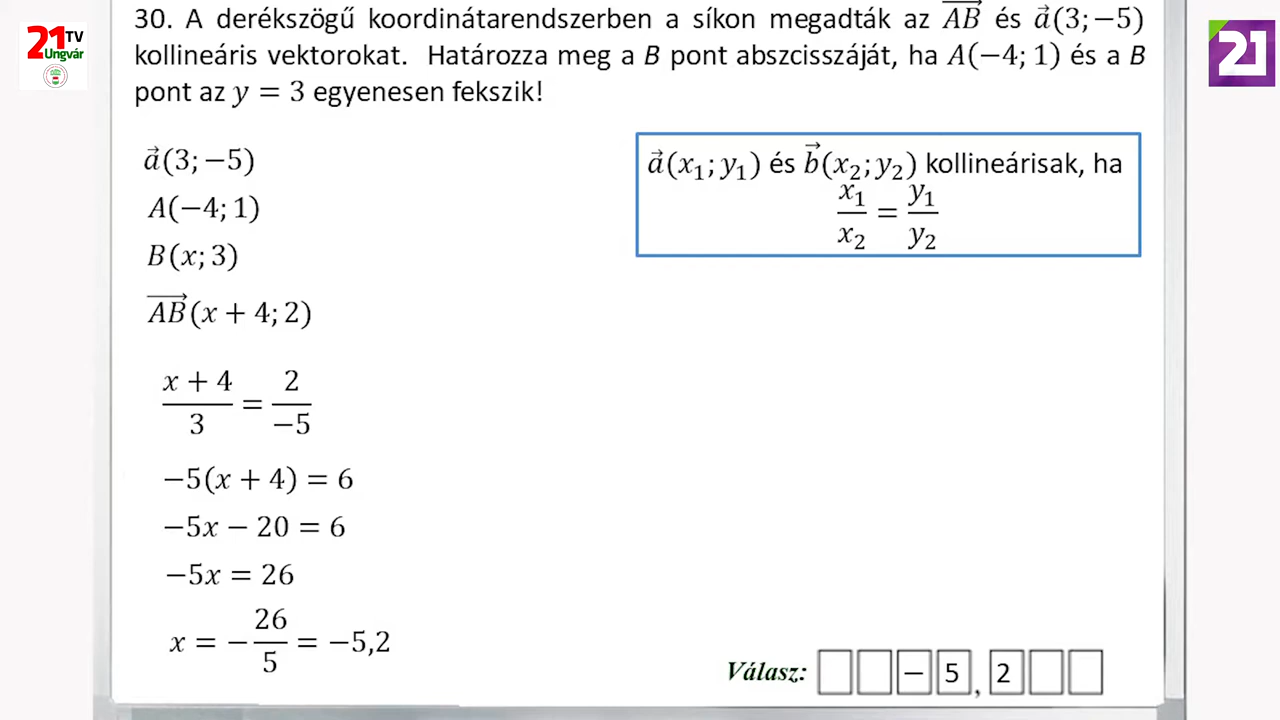 21 TV
Ungvár
21
30. A derékszögű koordinátarendszerben a síkon megadták az $\overrightarrow{AB}$ és $\vec{a}(3;-5)$
kollineáris vektorokat. Határozza meg a B pont abszcisszáját, ha $A(-4;1)$ és a B
pont az $y = 3$ egyenesen fekszik!
$\vec{a}(3;-5)$
$A(-4;1)$
$B(x;3)$
$\overrightarrow{AB}(x+4;2)$
$\frac{x+4}{3} = \frac{2}{-5}$
$-5(x+4) = 6$
$-5x - 20 = 6$
$-5x = 26$
$x = -\frac{26}{5} = -5,2$
$\vec{a}(x_1;y_1)$ és $\vec{b}(x_2;y_2)$ kollineárisak, ha
$\frac{x_1}{x_2} = \frac{y_1}{y_2}$
Válasz: − 5 , 2